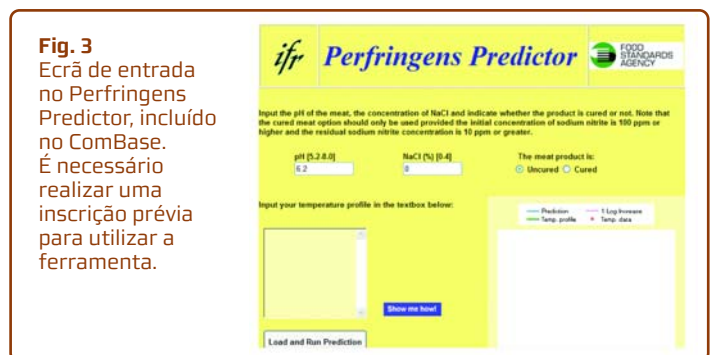 Fig. 3
Ecrã de entrada
no Perfringens
Predictor, incluído
no ComBase.
É necessário
realizar uma
inscrição prévia
para utilizar a
ferramenta.
ifr Perfringens Predictor FOOD STANDARDS AGENCY
Input the pH of the meat, the concentration of NaCl and indicate whether the product is cured or not. Note that
the cured meat option should only be used provided the initial concentration of sodium nitrite is 100 ppm or
higher and the residual sodium nitrite concentration is 10 ppm or greater.
pH [5.2-8.0] NaCl (%) [0-4] The meat product is:
6.2 0 Uncured Cured
Input your temperature profile in the textbox below:
Prediction 1 Log Increase
Temp. profile Temp. data
Show me how!
Load and Run Prediction